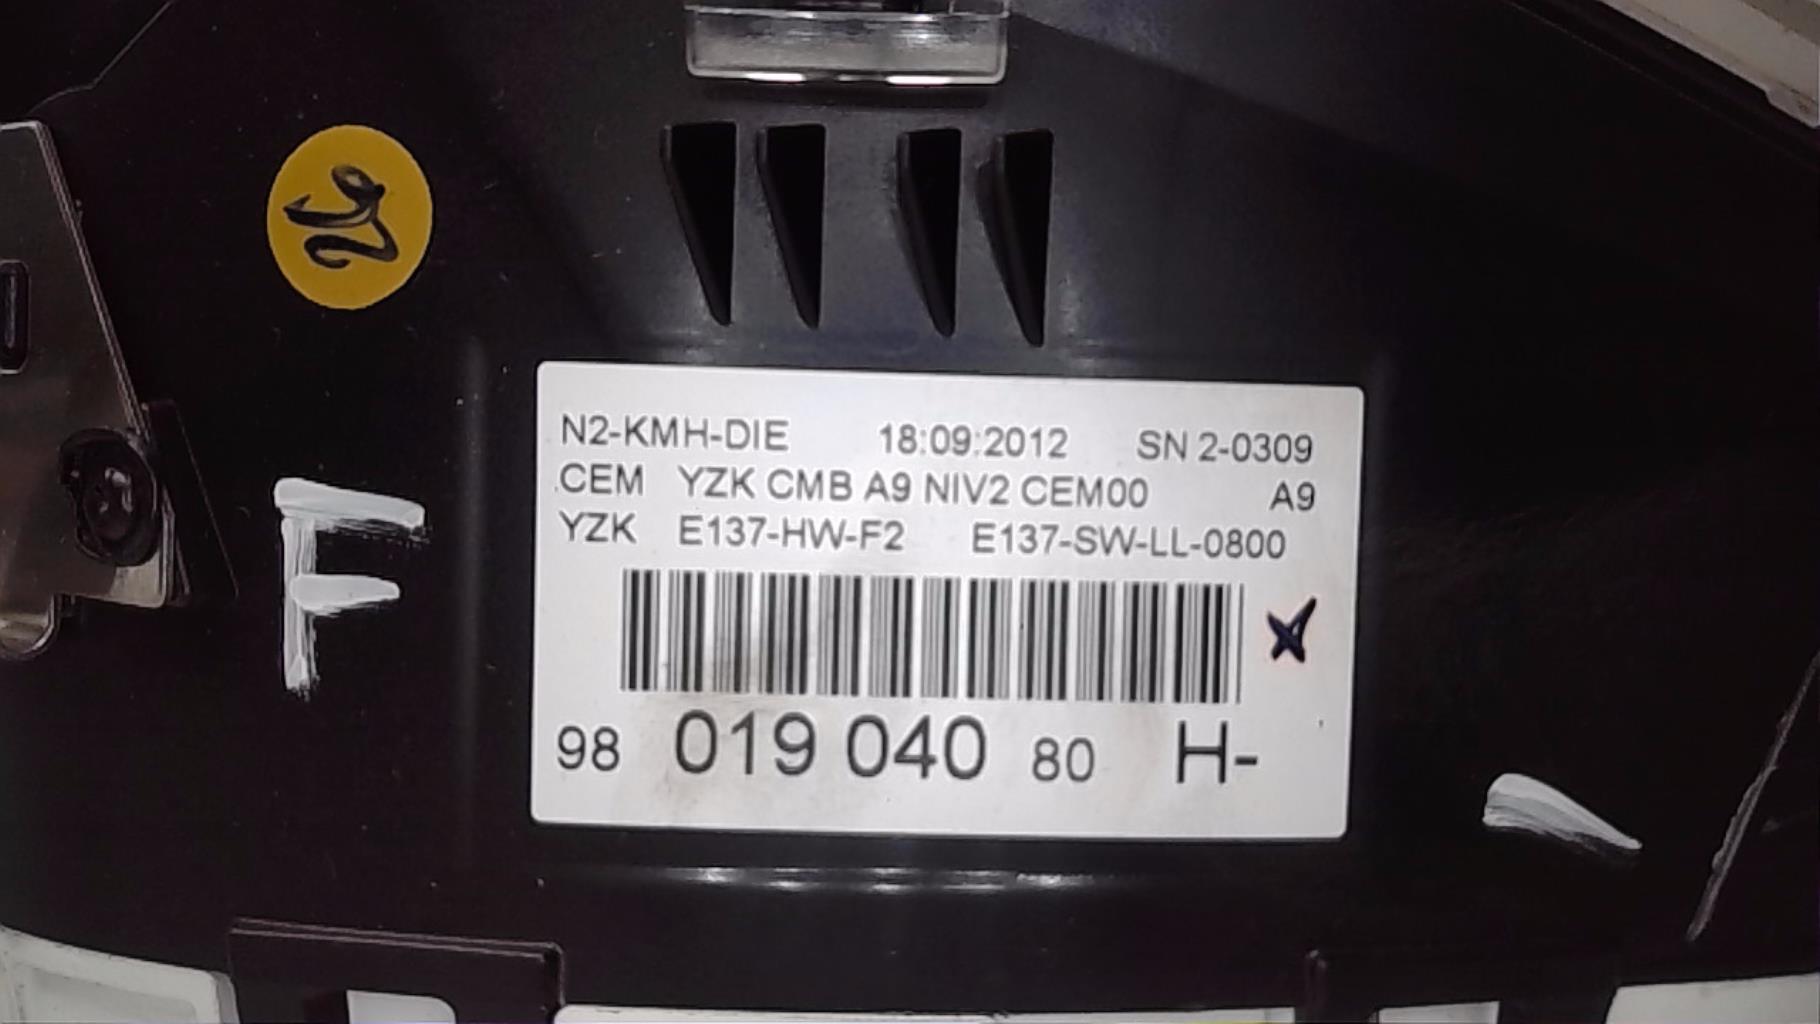 N2-KMH-DIE 18:09:2012 SN 2-0309
CEM YZK CMB A9 NIV2 CEM00 A9
YZK E137-HW-F2 E137-SW-LL-0800
98 019 040 80 H-
F